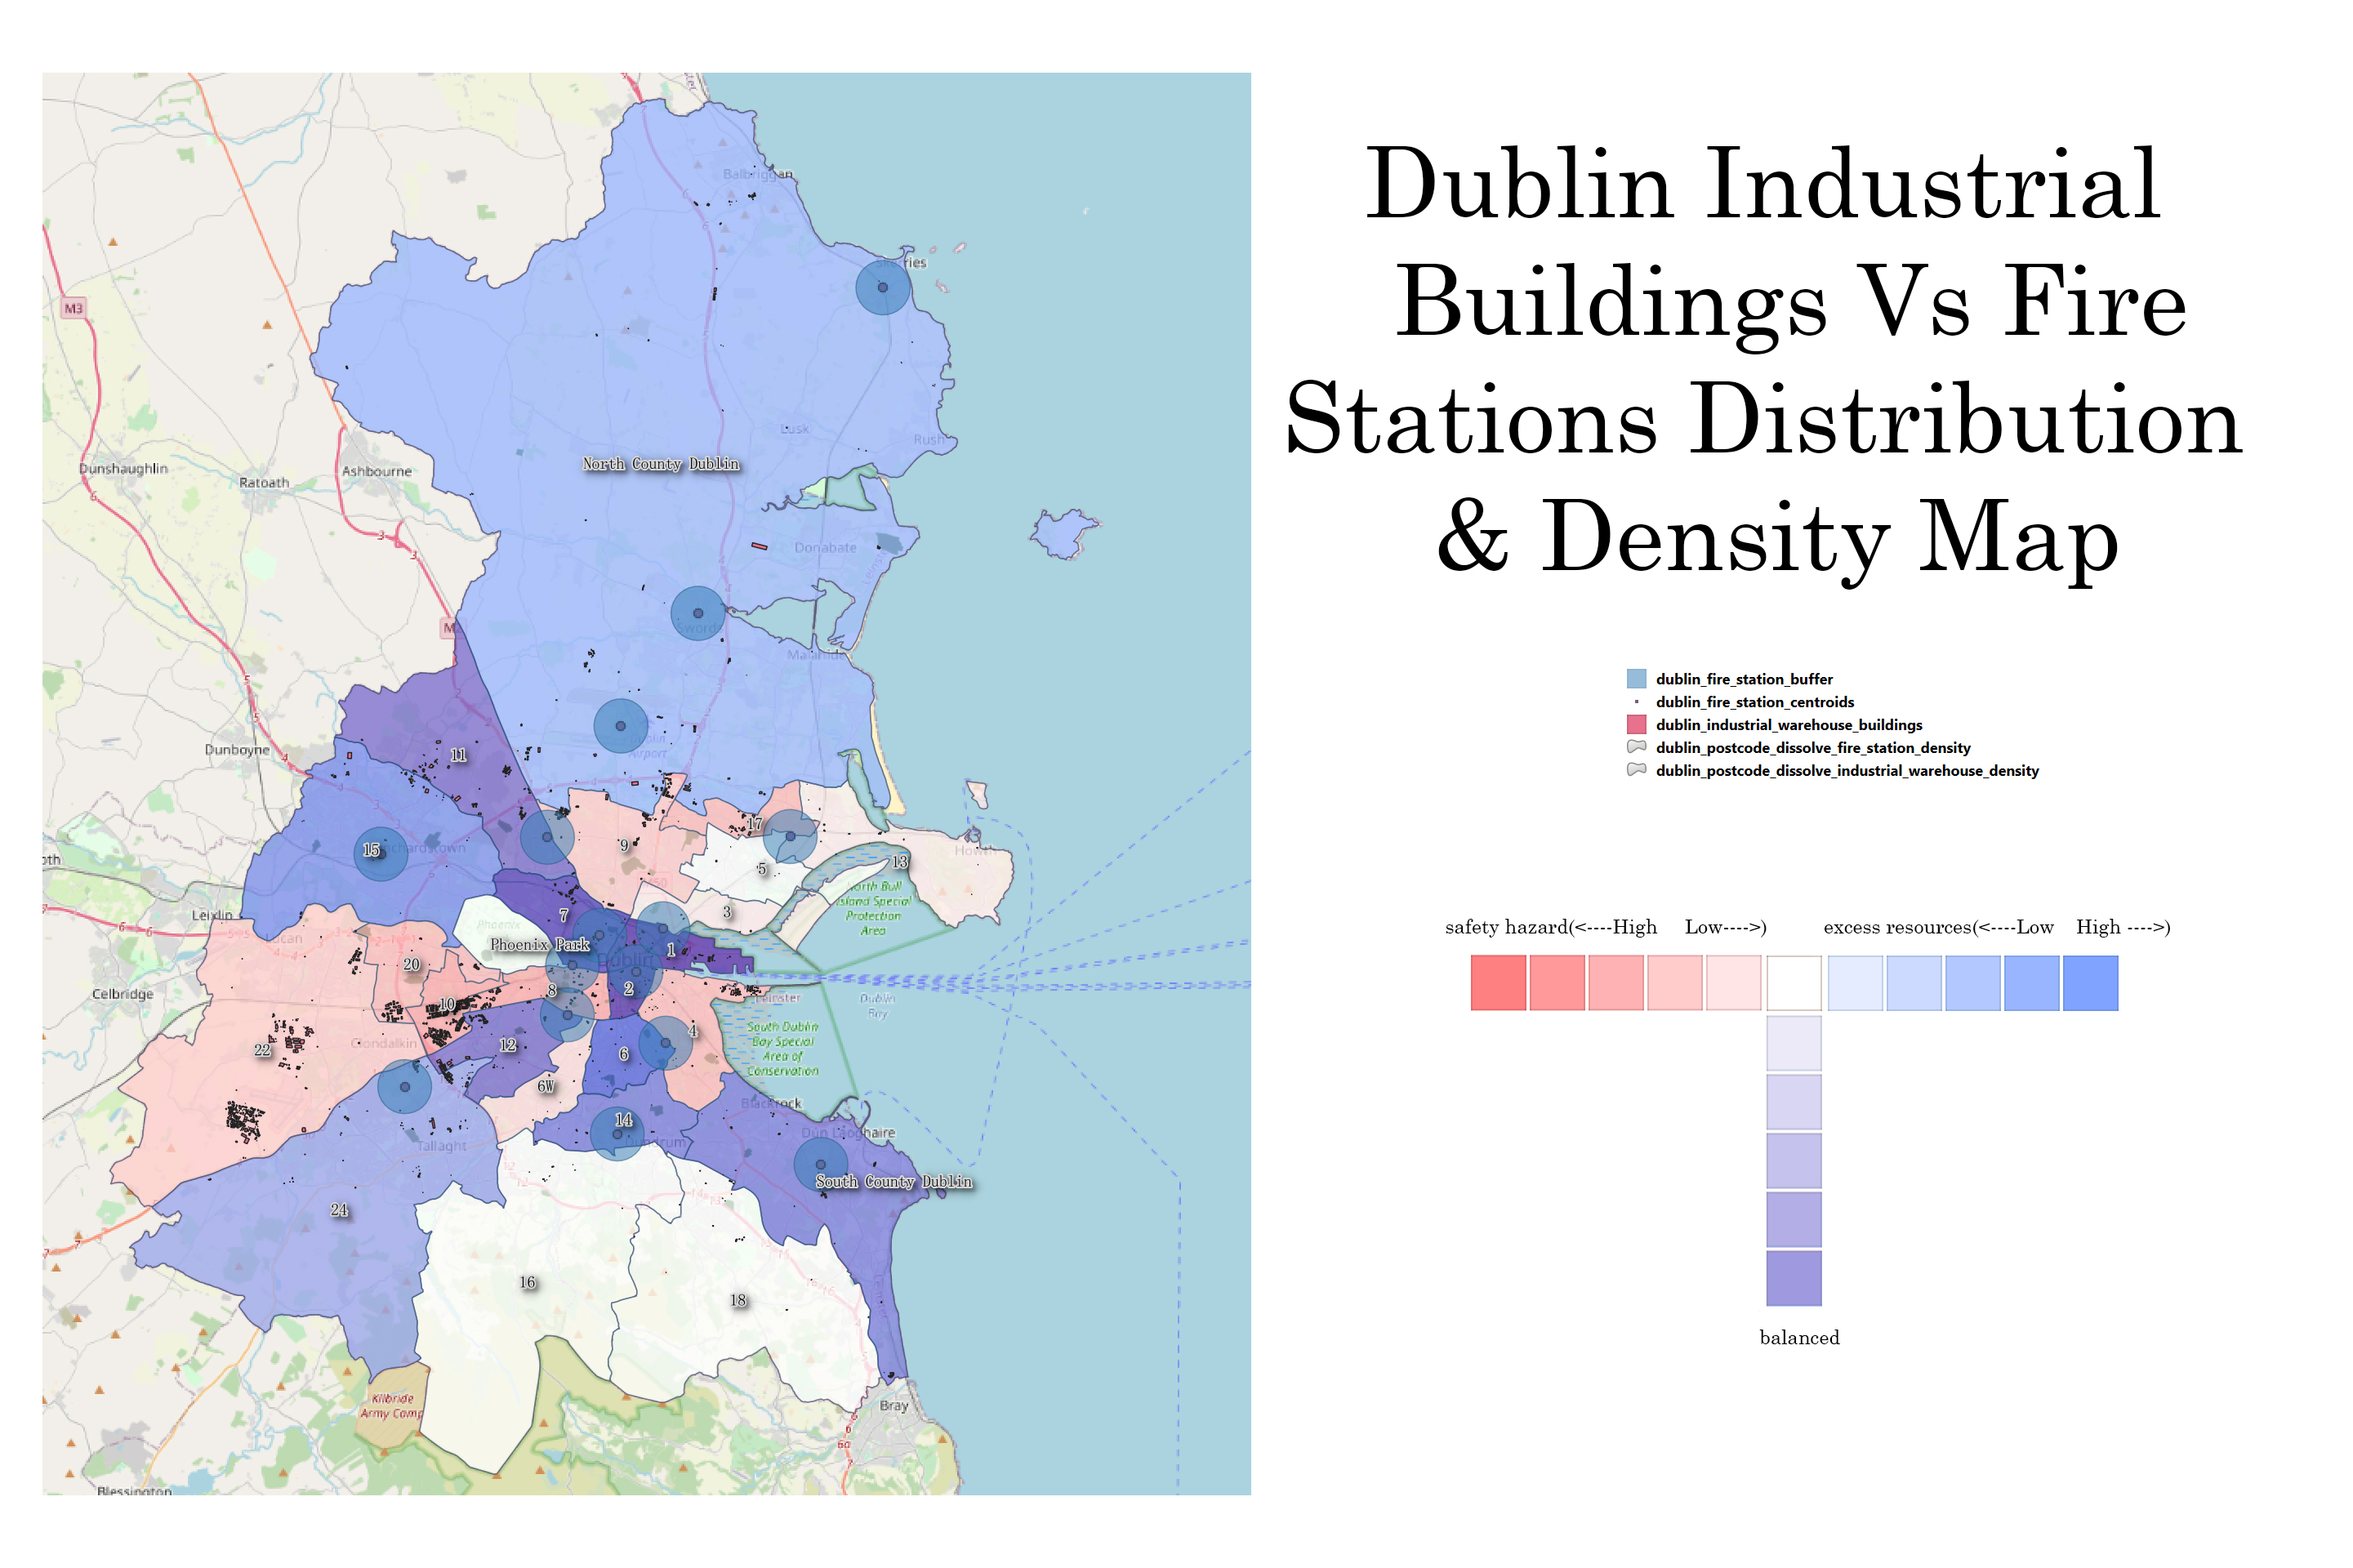 Dublin Industrial
Buildings Vs Fire
Stations Distribution
& Density Map
dublin_fire_station_buffer
dublin_fire_station_centroids
dublin_industrial_warehouse_buildings
dublin_postcode_dissolve_fire_station_density
dublin_postcode_dissolve_industrial_warehouse_density
safety hazard(<----High Low---->)
excess resources(<----Low High ---->)
balanced
Balbriggan
M3
Lusk
Rush
North County Dublin
Dunshaughlin
Ashbourne
Ratoath
Donabate
Swords
Malahide
Dunboyne
Airport
11
15
17
9
5
13
Howth
North Bull
Island Special
Protection
Area
Leixlip
Lucan
7
3
Phoenix
Phoenix Park
1
Dublin
20
Celbridge
10
8
2
Leinster
Dublin
Bay
4
South Dublin
Bay Special
Area of
Conservation
22
Clondalkin
12
6
6W
Blackrock
14
Dundrum
Dún Laoghaire
Tallaght
South County Dublin
24
16
18
Kilbride
Army Camp
Bray
Blessington